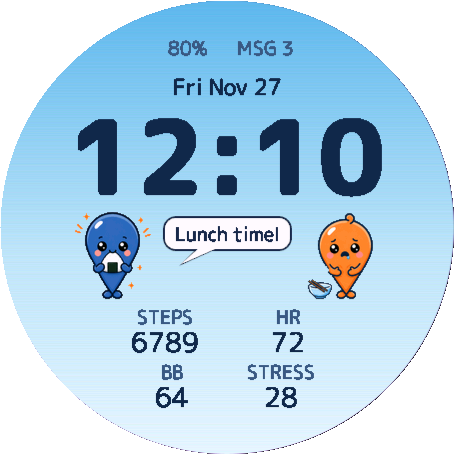 80% MSG 3
Fri Nov 27
12:10
Lunch time!
STEPS HR
6789 72
BB STRESS
64 28